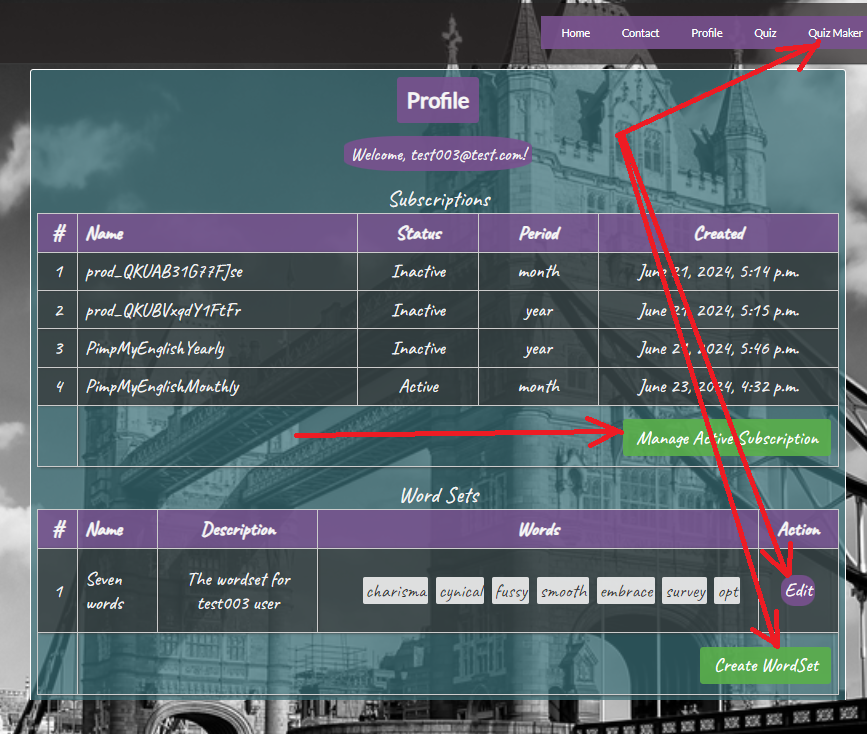 Home Contact Profile Quiz Quiz Maker
Profile
Welcome, test003@test.com!
Subscriptions
# Name Status Period Created
1 prod_QKUAB31G77FJse Inactive month June 21, 2024, 5:14 p.m.
2 prod_QKUBVxqdY1FtFr Inactive year June 21, 2024, 5:15 p.m.
3 PimpMyEnglishYearly Inactive year June 21, 2024, 5:46 p.m.
4 PimpMyEnglishMonthly Active month June 23, 2024, 4:32 p.m.
Manage Active Subscription
Word Sets
# Name Description Words Action
1 Seven words The wordset for test003 user charisma cynical fussy smooth embrace survey opt Edit
Create WordSet